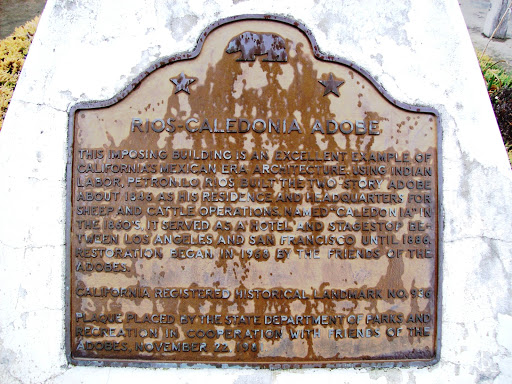 RIOS-CALEDONIA ADOBE
THIS IMPOSING BUILDING IS AN EXCELLENT EXAMPLE OF
CALIFORNIA'S MEXICAN ERA ARCHITECTURE. USING INDIAN
LABOR, PETRONILO RIOS BUILT THE TWO-STORY ADOBE
ABOUT 1846 AS HIS RESIDENCE AND HEADQUARTERS FOR
SHEEP AND CATTLE OPERATIONS. NAMED "CALEDONIA" IN
THE 1860'S, IT SERVED AS A HOTEL AND STAGESTOP BE-
TWEEN LOS ANGELES AND SAN FRANCISCO UNTIL 1886.
RESTORATION BEGAN IN 1968 BY THE FRIENDS OF THE
ADOBES.
CALIFORNIA REGISTERED HISTORICAL LANDMARK NO. 936
PLAQUE PLACED BY THE STATE DEPARTMENT OF PARKS AND
RECREATION IN COOPERATION WITH FRIENDS OF THE
ADOBES, NOVEMBER 22,